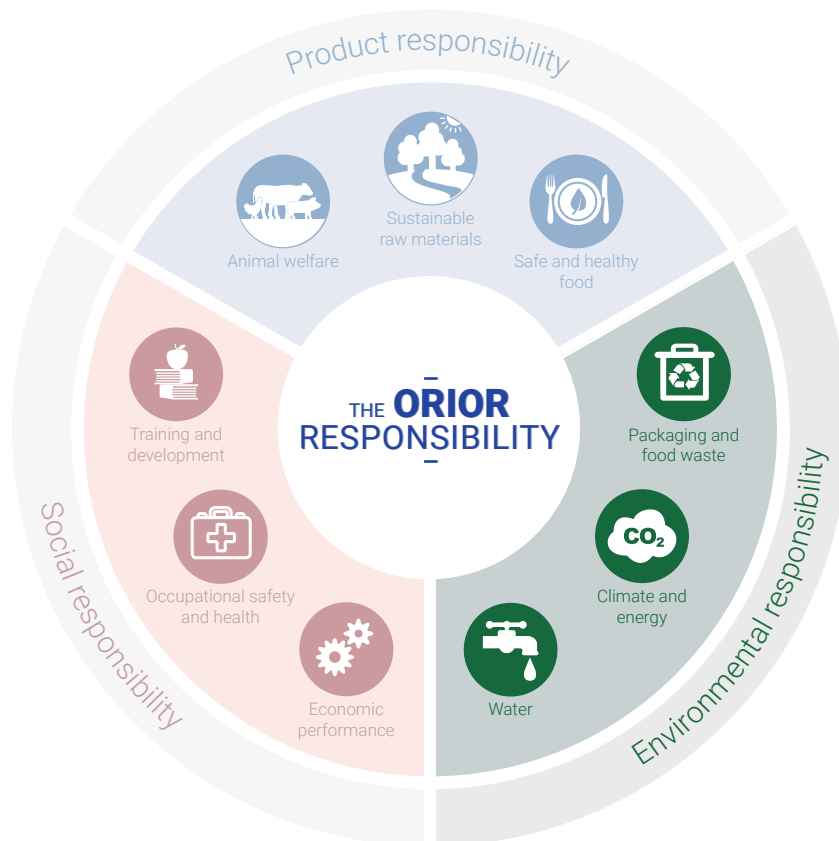 Product responsibility
Animal welfare
Sustainable
raw materials
Safe and healthy
food
THE ORIOR
RESPONSIBILITY
Training and
development
Occupational safety
and health
Economic
performance
Social responsibility
Packaging and
food waste
CO₂
Climate and
energy
Water
Environmental responsibility